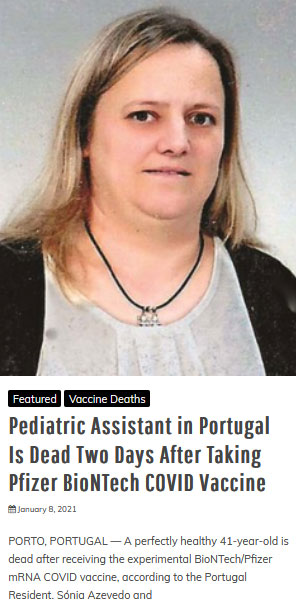 Featured Vaccine Deaths
Pediatric Assistant in Portugal
Is Dead Two Days After Taking
Pfizer BioNTech COVID Vaccine
January 8, 2021
PORTO, PORTUGAL — A perfectly healthy 41-year-old is
dead after receiving the experimental BioNTech/Pfizer
mRNA COVID vaccine, according to the Portugal
Resident. Sónia Azevedo and